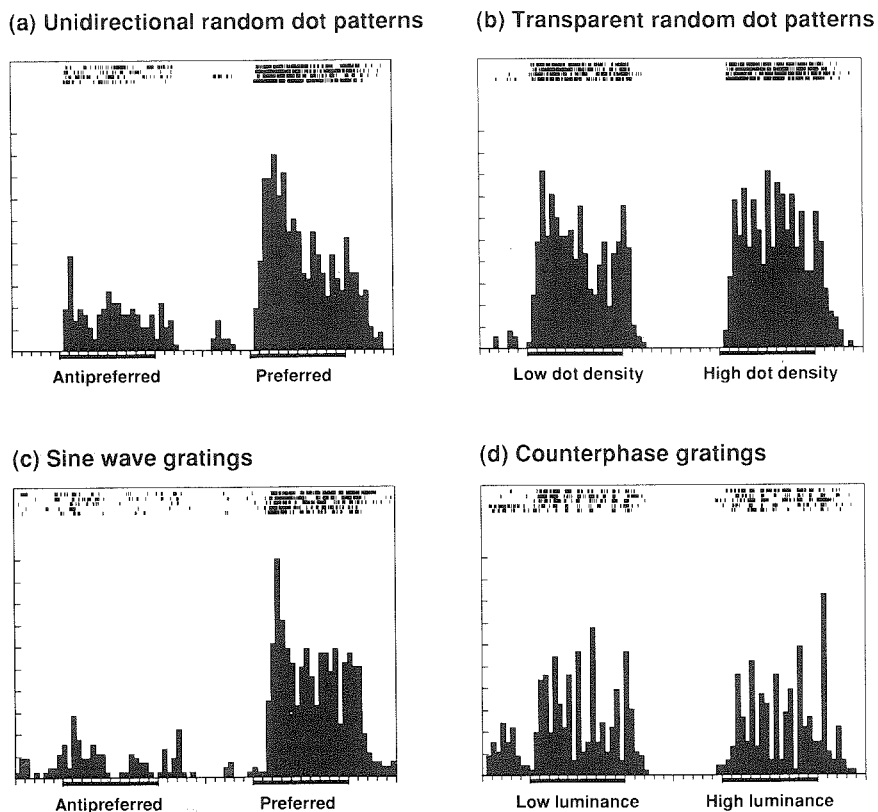 (a) Unidirectional random dot patterns
(b) Transparent random dot patterns
Antipreferred
Preferred
Low dot density
High dot density
(c) Sine wave gratings
(d) Counterphase gratings
Antipreferred
Preferred
Low luminance
High luminance